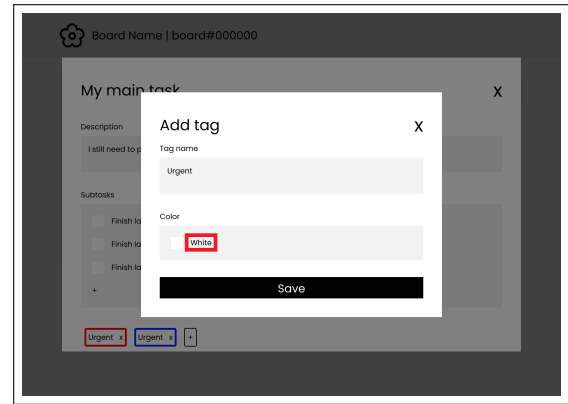 Board Name | board#000000
My main task
X
Description
I still need to p
Subtasks
Finish la
Finish la
Finish la
+
Urgent x
Urgent x
+
Add tag
X
Tag name
Urgent
Color
White
Save